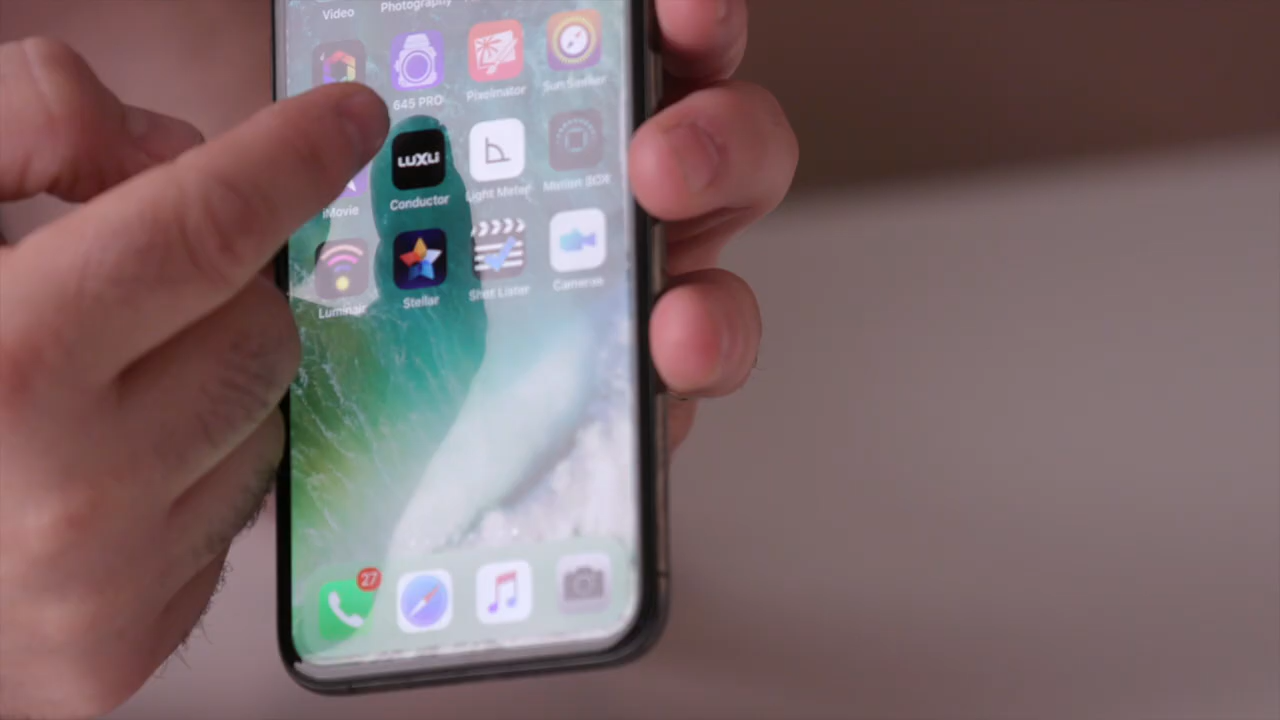 Video
Photography
645 PRO
Pixelmator
Sun Seeker
iMovie
LUXLI
Conductor
Light Meter
Motion BOX
Luminair
Stellar
Shot Lister
Cameras
27